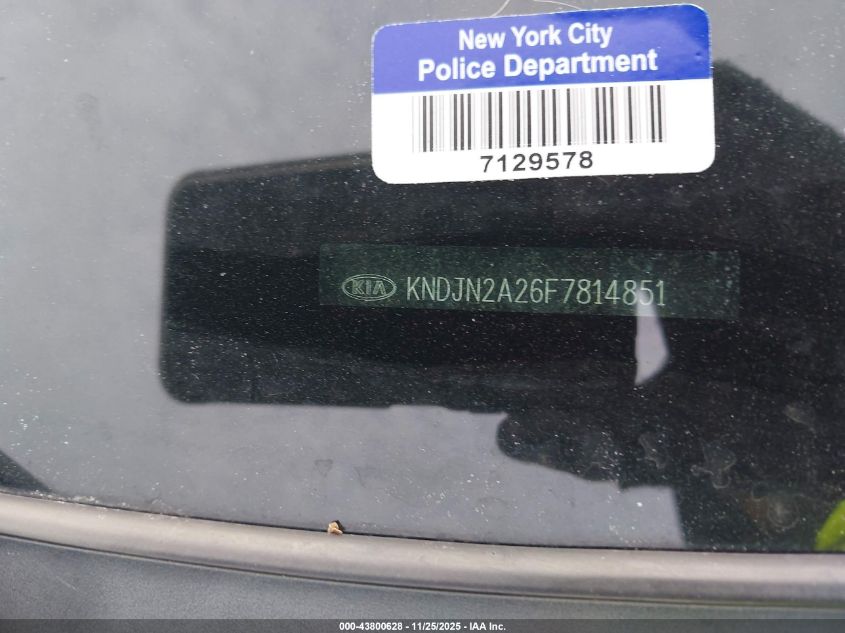 New York City
Police Department
7129578
KIA KNDJN2A26F7814851
000-43800628 - 11/25/2025 - IAA Inc.